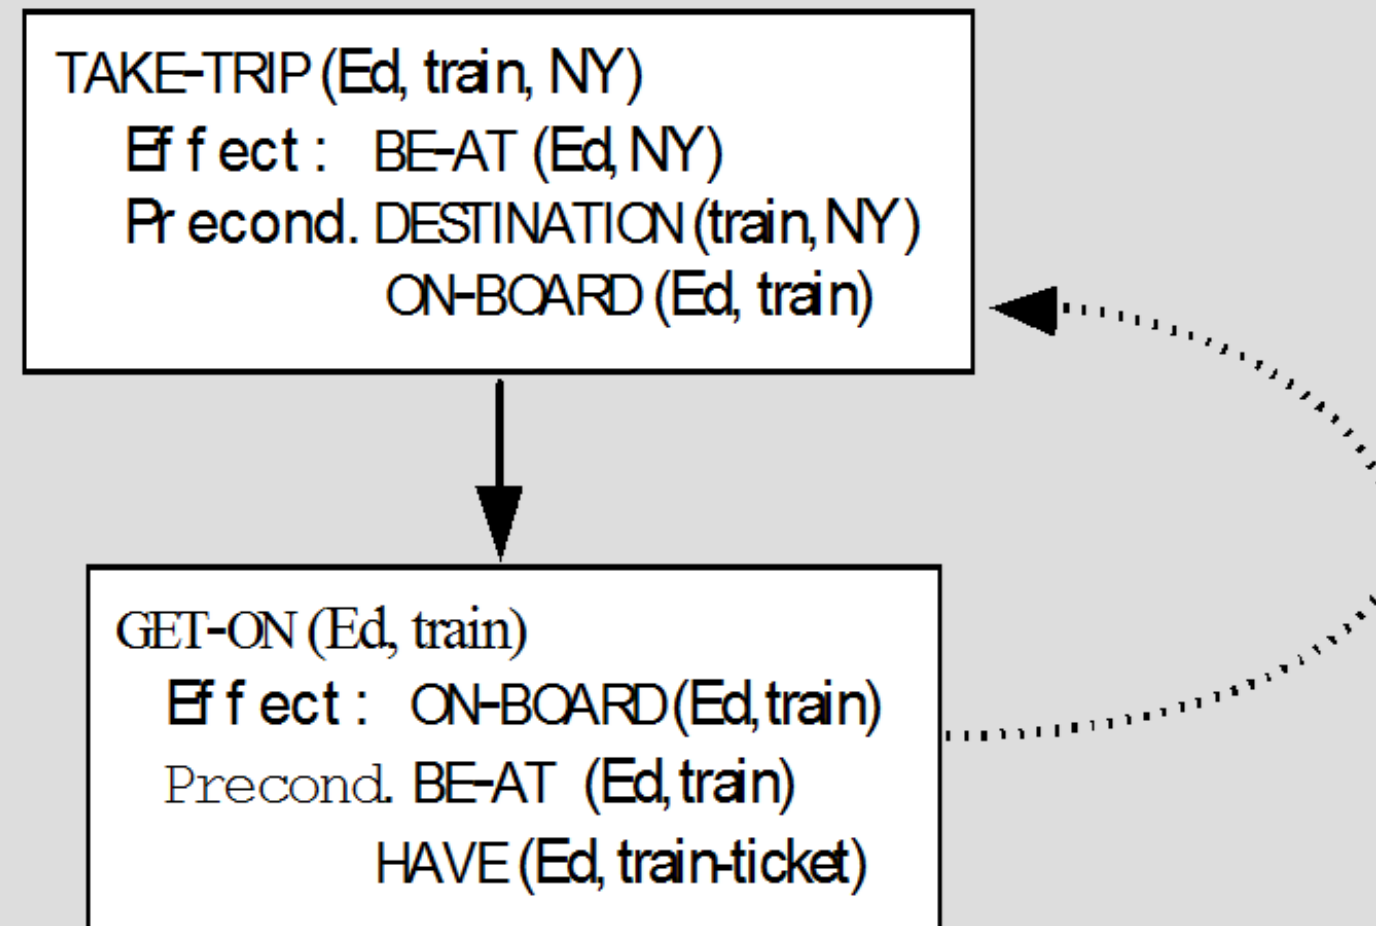 TAKE-TRIP (Ed, train, NY)
Effect: BE-AT (Ed, NY)
Precond. DESTINATION (train, NY)
ON-BOARD (Ed, train)
GET-ON (Ed, train)
Effect: ON-BOARD (Ed, train)
Precond. BE-AT (Ed, train)
HAVE (Ed, train-ticket)